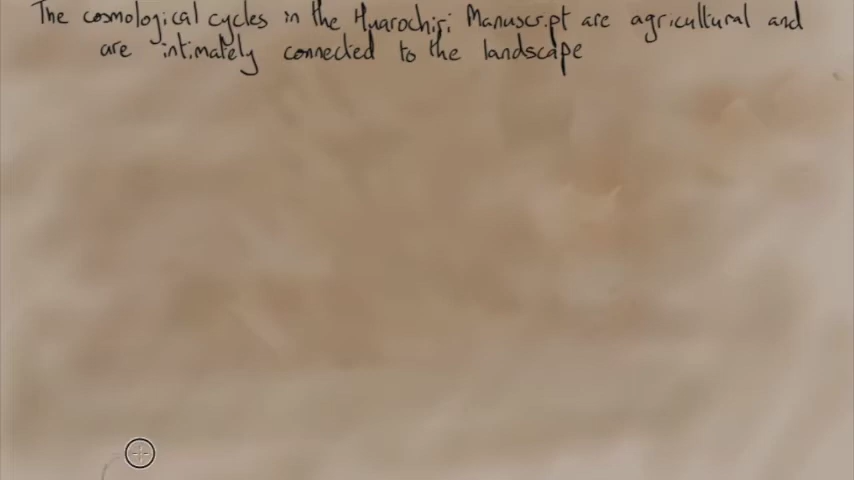 The cosmological cycles in the Huarochirí Manuscript are agricultural and
are intimately connected to the landscape